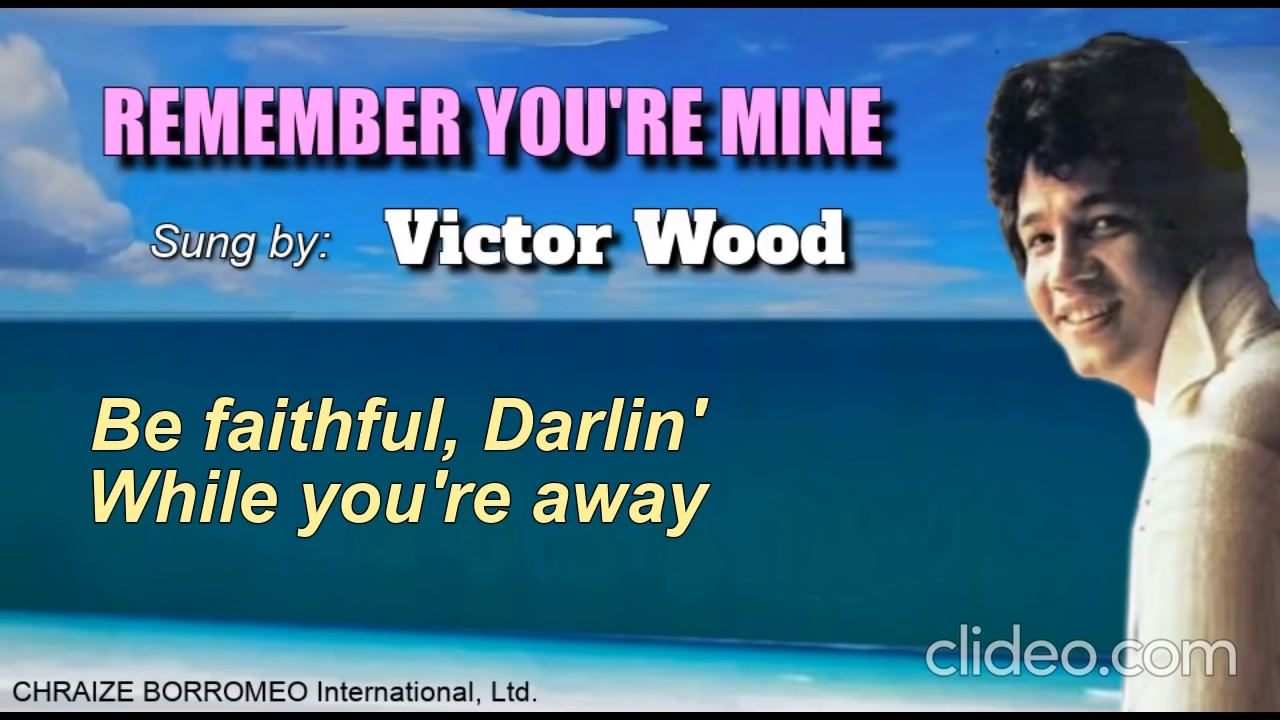 REMEMBER YOU'RE MINE
Sung by: Victor Wood
Be faithful, Darlin'
While you're away
clideo.com
CHRAIZE BORROMEO International, Ltd.